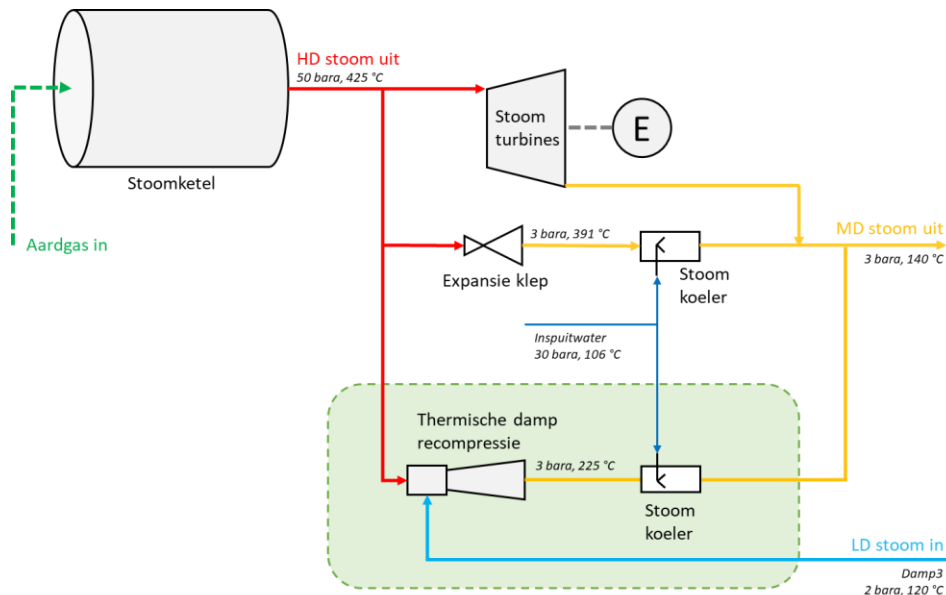 HD stoom uit
50 bara, 425 °C
Stoom
turbines
E
Stoomketel
Aardgas in
3 bara, 391 °C
MD stoom uit
3 bara, 140 °C
Expansie klep
Stoom
koeler
Inspuitwater
30 bara, 106 °C
Thermische damp
recompressie
3 bara, 225 °C
Stoom
koeler
LD stoom in
Damp3
2 bara, 120 °C